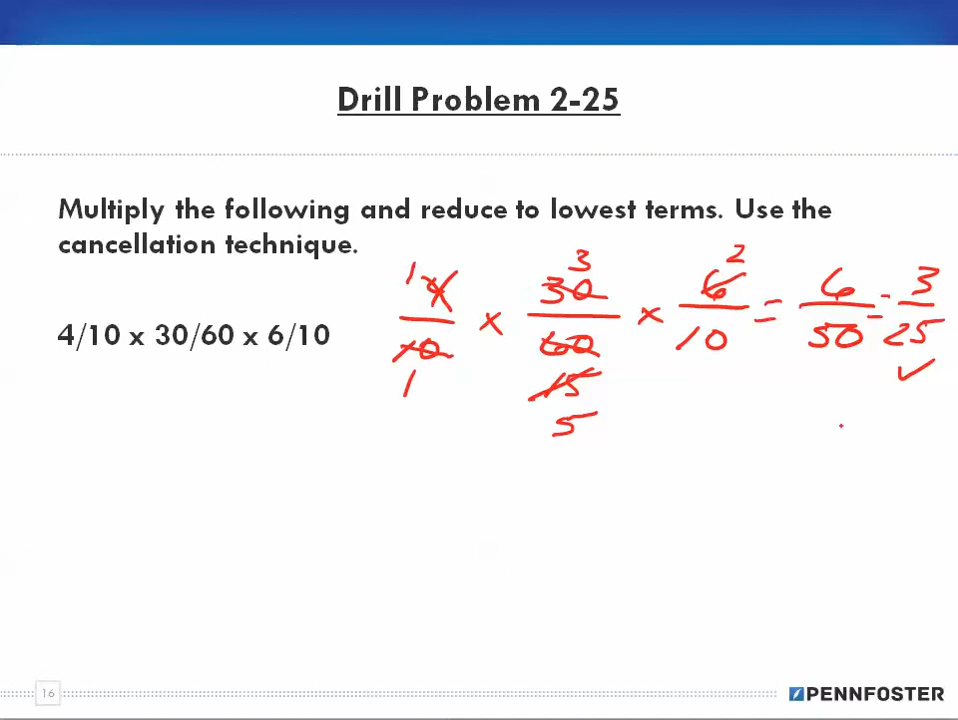 Drill Problem 2-25
Multiply the following and reduce to lowest terms. Use the
cancellation technique.
1 3 2
4/10 x 30/60 x 6/10 4/10 x 30/60 x 6/10 = 6/50 = 3/25 ✓
1 15
5
16 PENNFOSTER